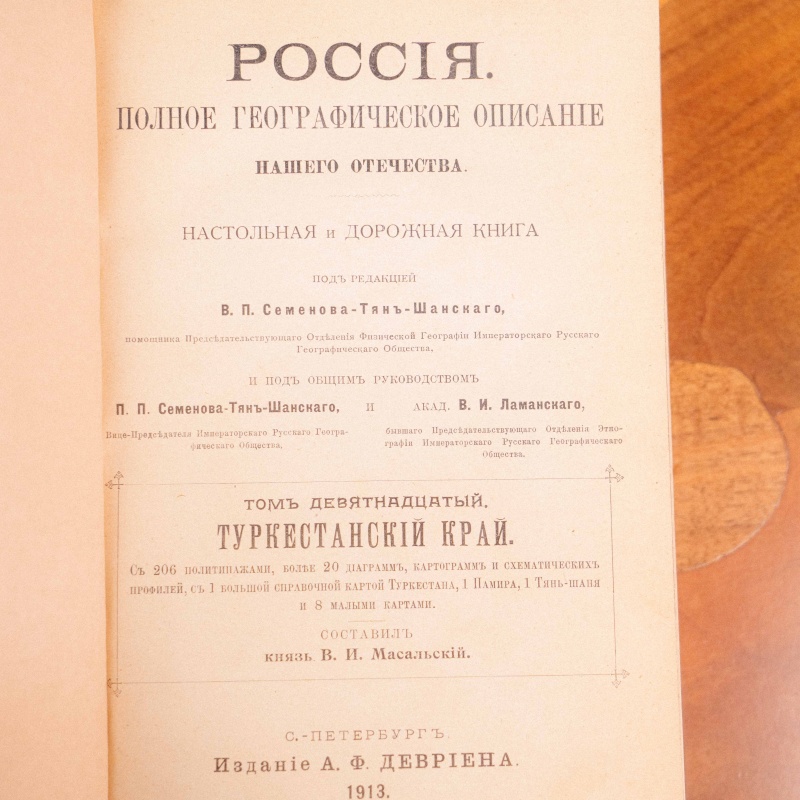 РОССІЯ.
ПОЛНОЕ ГЕОГРАФИЧЕСКОЕ ОПИСАНІЕ
НАШЕГО ОТЕЧЕСТВА.
НАСТОЛЬНАЯ и ДОРОЖНАЯ КНИГА
ПОДЪ РЕДАКЦІЕЙ
В. П. Семенова-Тянъ-Шанскаго,
помощника Предсѣдательствующаго Отдѣленія Физической Географіи Императорскаго Русскаго
Географическаго Общества,
И ПОДЪ ОБЩИМЪ РУКОВОДСТВОМЪ
П. П. Семенова-Тянъ-Шанскаго, И АКАД. В. И. Ламанскаго,
Вице-Предсѣдателя Императорскаго Русскаго Геогра-
фическаго Общества,
бывшаго Предсѣдательствующаго Отдѣленія Этно-
графіи Императорскаго Русскаго Географическаго
Общества.
ТОМЪ ДЕВЯТНАДЦАТЫЙ.
ТУРКЕСТАНСКІЙ КРАЙ.
Съ 206 политипажами, болѣе 20 діаграммъ, картограммъ и схематическихъ
профилей, съ 1 большой справочной картой Туркестана, 1 Памира, 1 Тянь-шаня
и 8 малыми картами.
СОСТАВИЛЪ
князь В. И. Масальскій.
С.-ПЕТЕРБУРГЪ.
Изданіе А. Ф. ДЕВРІЕНА.
1913.